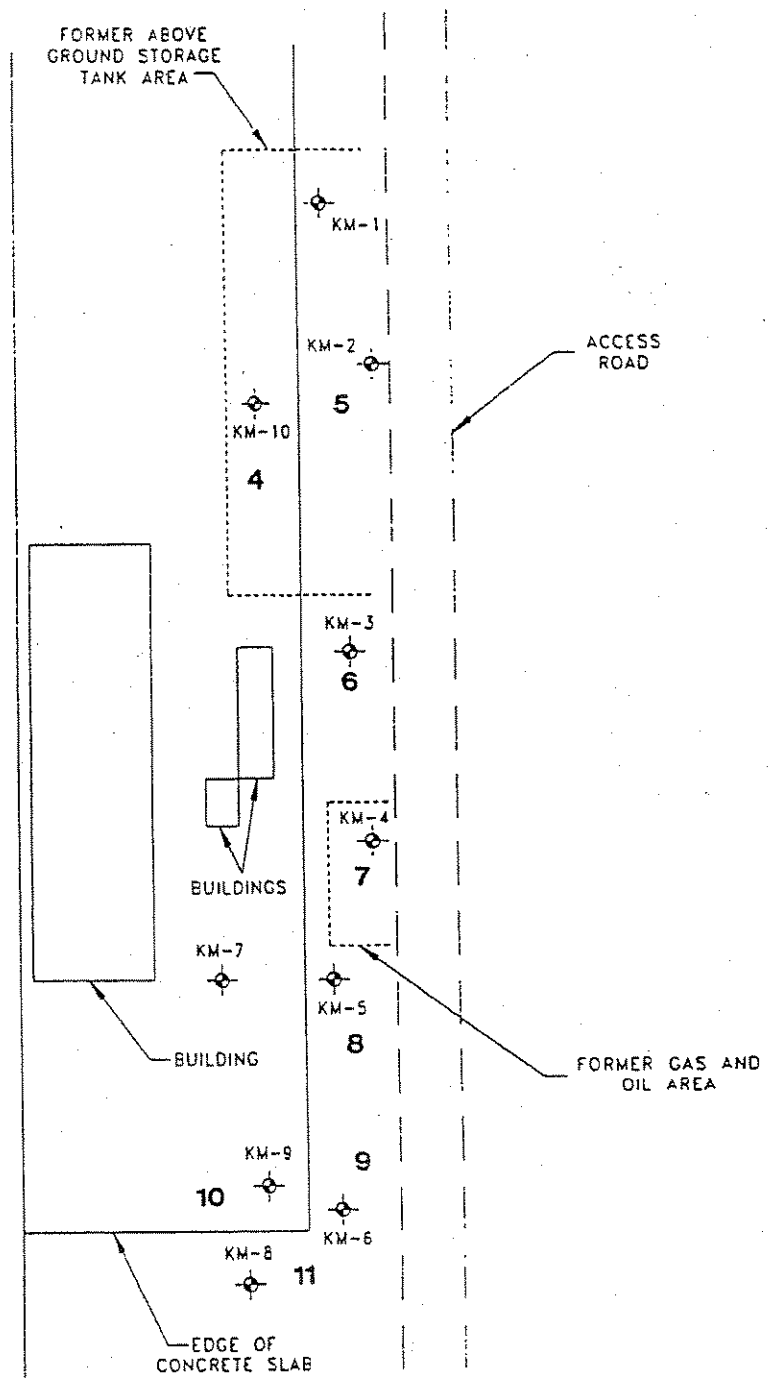 FORMER ABOVE
GROUND STORAGE
TANK AREA
KM-1
KM-2
ACCESS
ROAD
5
KM-10
4
KM-3
6
KM-4
7
BUILDINGS
KM-7
KM-5
8
BUILDING
FORMER GAS AND
OIL AREA
9
KM-9
10
KM-6
KM-8
11
EDGE OF
CONCRETE SLAB